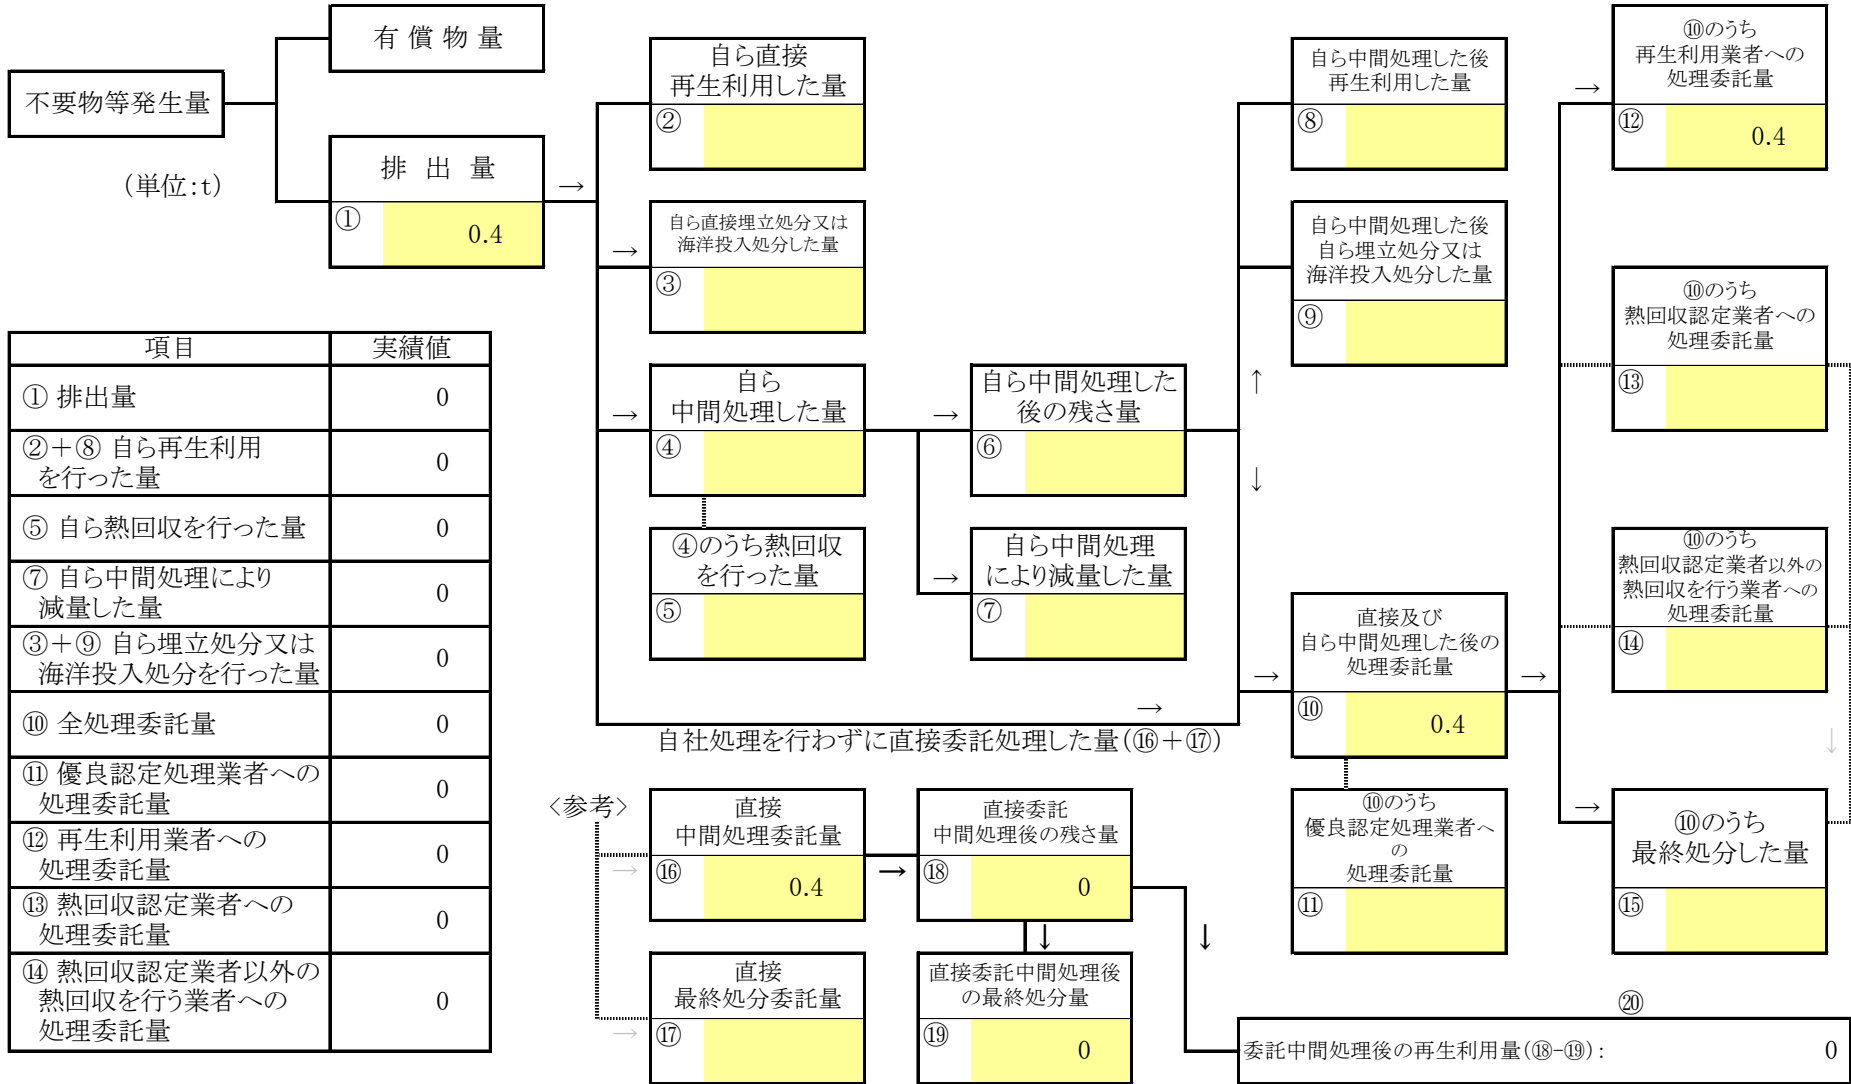 有 償 物 量
不要物等発生量
(単位:t)
排 出 量
→
①
0.4
自ら直接
再生利用した量
②
→
自ら直接埋立処分又は
海洋投入処分した量
③
→
自ら
中間処理した量
④
④のうち熱回収
を行った量
⑤
→
自ら中間処理した
後の残さ量
⑥
→
自ら中間処理
により減量した量
⑦
↑
↓
自ら中間処理した後
再生利用した量
⑧
自ら中間処理した後
自ら埋立処分又は
海洋投入処分した量
⑨
→
自社処理を行わずに直接委託処理した量(⑯+⑰)
→
直接及び
自ら中間処理した後の
処理委託量
⑩
0.4
⑩のうち
優良認定処理業者へ
の
処理委託量
⑪
→
→
⑩のうち
再生利用業者への
処理委託量
⑫
0.4
⑩のうち
熱回収認定業者への
処理委託量
⑬
⑩のうち
熱回収認定業者以外の
熱回収を行う業者への
処理委託量
⑭
↓
→
⑩のうち
最終処分した量
⑮
項目 実績値
① 排出量 0
②+⑧ 自ら再生利用
を行った量 0
⑤ 自ら熱回収を行った量 0
⑦ 自ら中間処理により
減量した量 0
③+⑨ 自ら埋立処分又は
海洋投入処分を行った量 0
⑩ 全処理委託量 0
⑪ 優良認定処理業者への
処理委託量 0
⑫ 再生利用業者への
処理委託量 0
⑬ 熱回収認定業者への
処理委託量 0
⑭ 熱回収認定業者以外の
熱回収を行う業者への
処理委託量 0
<参考>
→
直接
中間処理委託量
⑯
0.4
→
直接委託
中間処理後の残さ量
⑱
0
↓
↓
→
直接
最終処分委託量
⑰
直接委託中間処理後
の最終処分量
⑲
0
⑳
委託中間処理後の再生利用量(⑱-⑲): 0